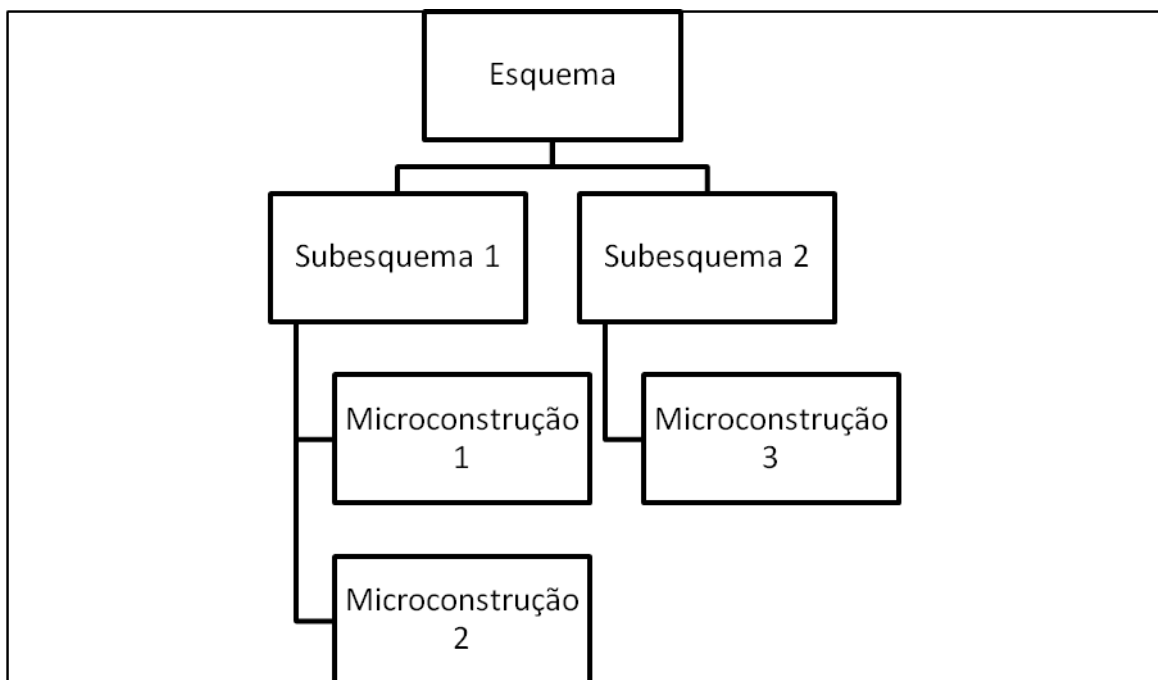 Esquema
Subesquema 1
Subesquema 2
Microconstrução
1
Microconstrução
3
Microconstrução
2